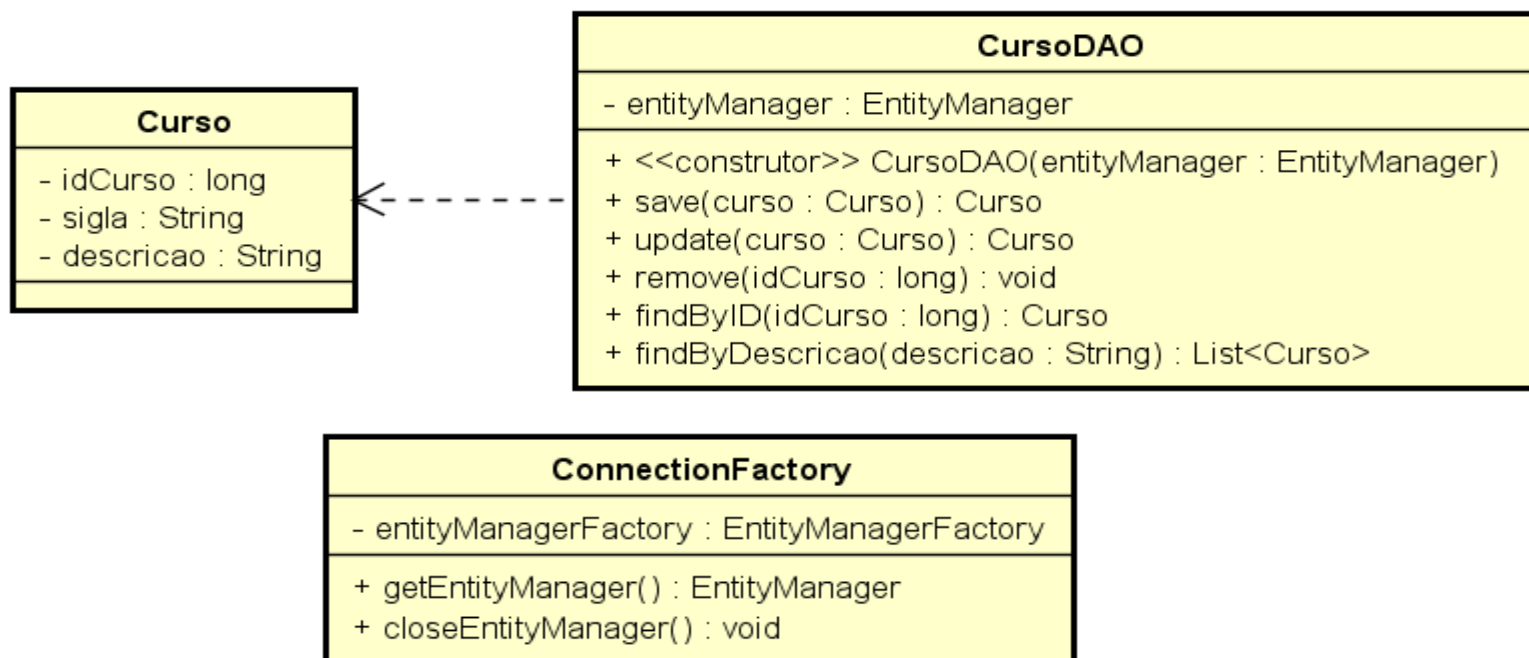 Curso
- idCurso : long
- sigla : String
- descricao : String
CursoDAO
- entityManager : EntityManager
+ <<construtor>> CursoDAO(entityManager : EntityManager)
+ save(curso : Curso) : Curso
+ update(curso : Curso) : Curso
+ remove(idCurso : long) : void
+ findByID(idCurso : long) : Curso
+ findByDescricao(descricao : String) : List<Curso>
ConnectionFactory
- entityManagerFactory : EntityManagerFactory
+ getEntityManager() : EntityManager
+ closeEntityManager() : void